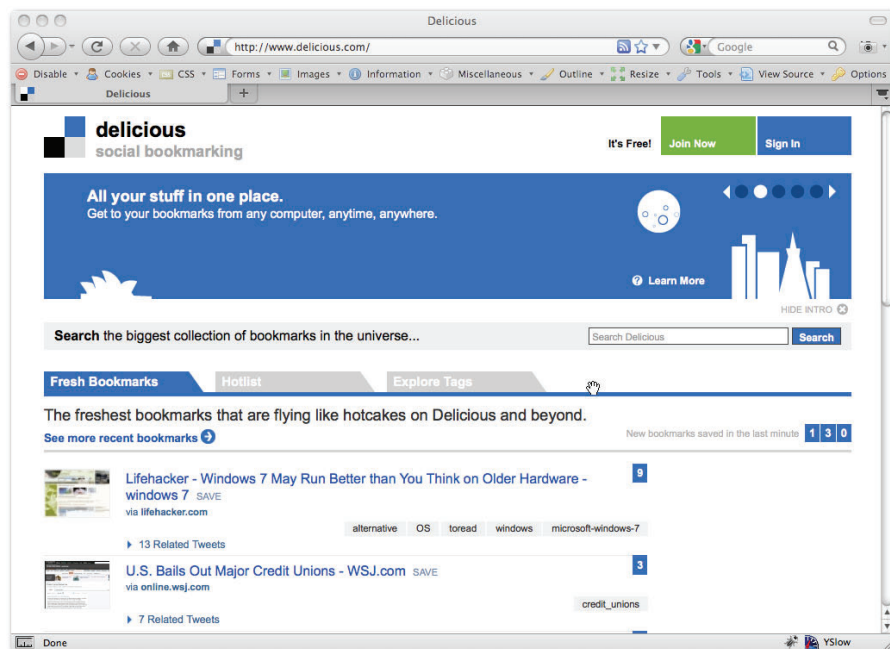 Delicious
http://www.delicious.com/
Google
Disable Cookies CSS Forms Images Information Miscellaneous Outline Resize Tools View Source Options
Delicious
delicious
social bookmarking
It's Free! Join Now Sign In
All your stuff in one place.
Get to your bookmarks from any computer, anytime, anywhere.
Learn More
HIDE INTRO
Search the biggest collection of bookmarks in the universe... Search Delicious Search
Fresh Bookmarks Hotlist Explore Tags
The freshest bookmarks that are flying like hotcakes on Delicious and beyond.
See more recent bookmarks New bookmarks saved in the last minute 1 3 0
Lifehacker - Windows 7 May Run Better than You Think on Older Hardware - 9
windows 7 SAVE
via lifehacker.com
alternative OS toread windows microsoft-windows-7
13 Related Tweets
U.S. Bails Out Major Credit Unions - WSJ.com SAVE 3
via online.wsj.com
credit_unions
7 Related Tweets
Done YSlow